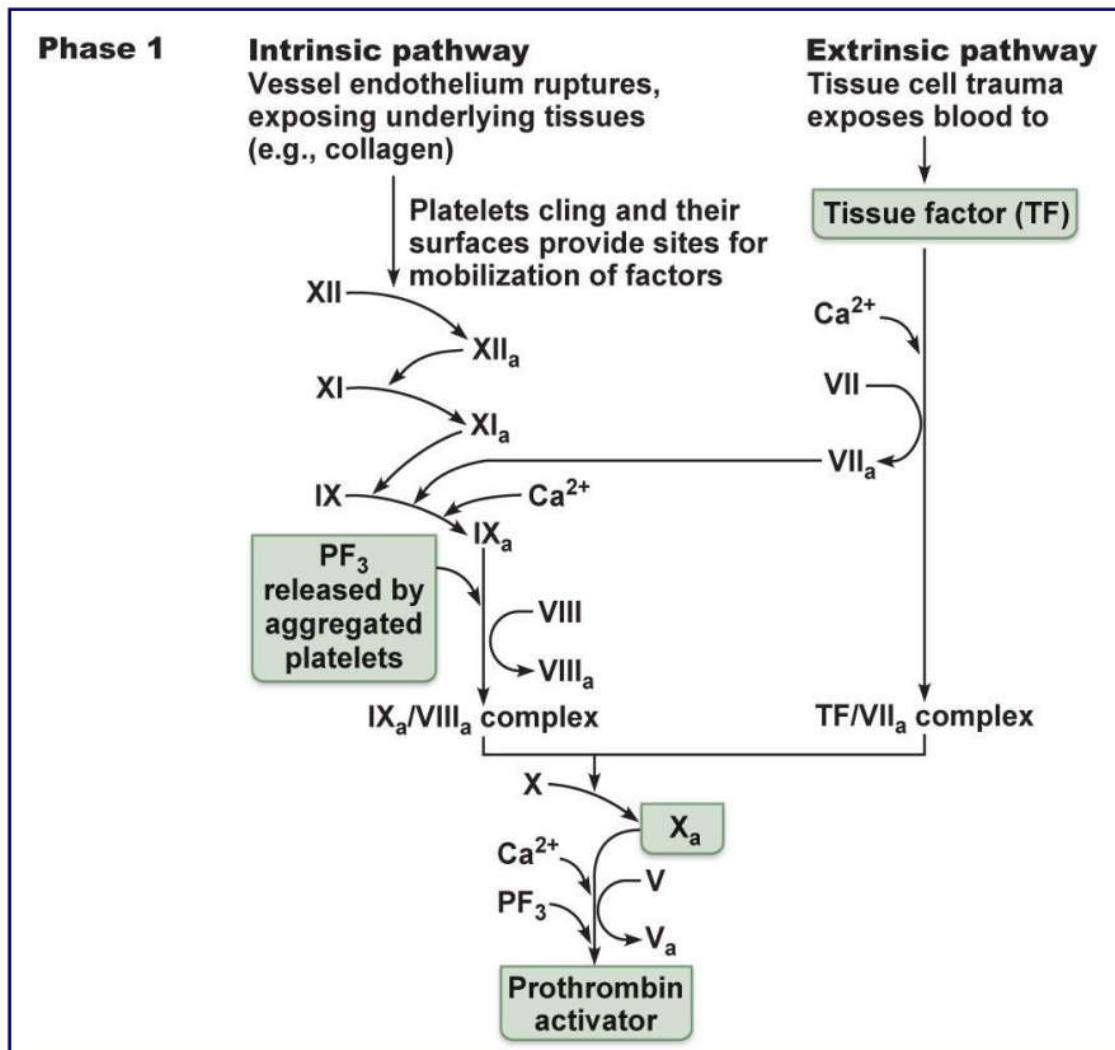 Phase 1
Intrinsic pathway
Vessel endothelium ruptures,
exposing underlying tissues
(e.g., collagen)
Extrinsic pathway
Tissue cell trauma
exposes blood to
Tissue factor (TF)
Platelets cling and their
surfaces provide sites for
mobilization of factors
XII
XIIₐ
XI
XIₐ
Ca²⁺
VII
VIIₐ
IX
Ca²⁺
IXₐ
PF₃
released by
aggregated
platelets
VIII
VIIIₐ
IXₐ/VIIIₐ complex
TF/VIIₐ complex
X
Xₐ
Ca²⁺
PF₃
V
Vₐ
Prothrombin
activator